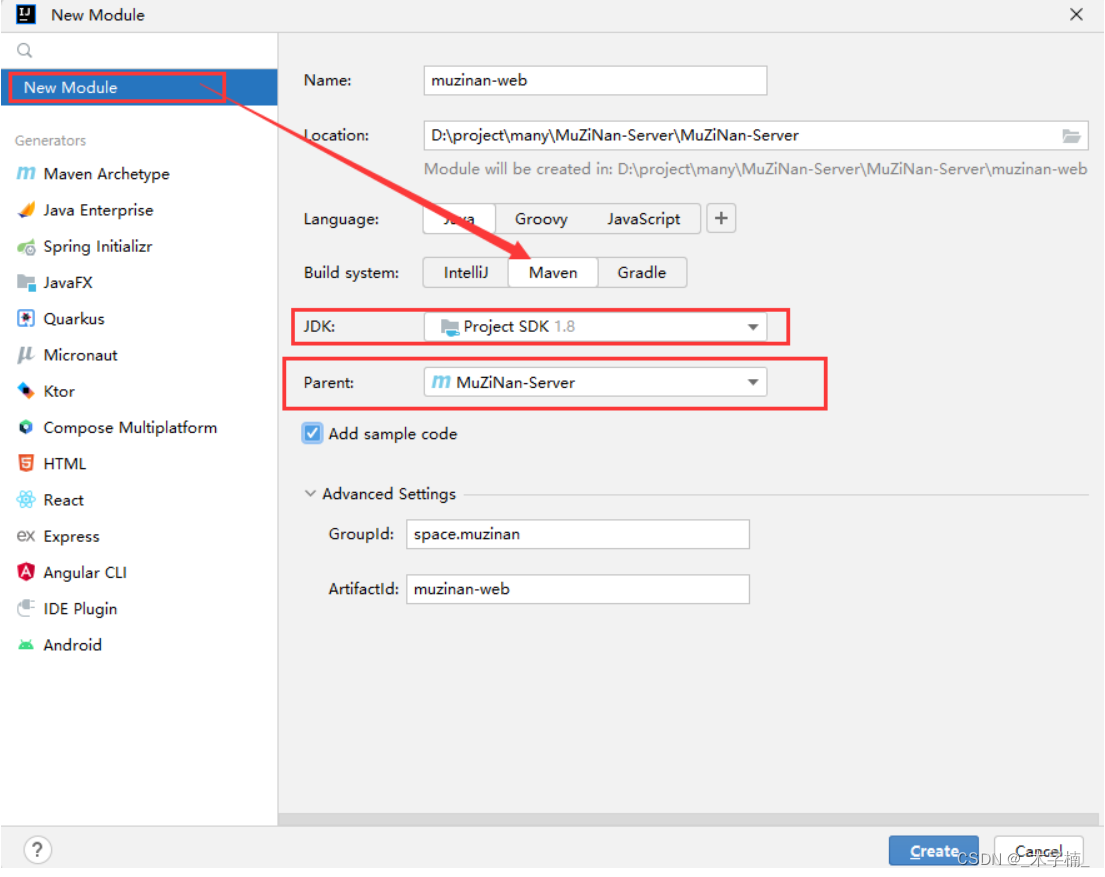 New Module
New Module
Generators
Maven Archetype
Java Enterprise
Spring Initializr
JavaFX
Quarkus
Micronaut
Ktor
Compose Multiplatform
HTML
React
ex Express
Angular CLI
IDE Plugin
Android
Name: muzinan-web
Location: D:\project\many\MuZiNan-Server\MuZiNan-Server
Module will be created in: D:\project\many\MuZiNan-Server\MuZiNan-Server\muzinan-web
Language: Java Groovy JavaScript +
Build system: IntelliJ Maven Gradle
JDK: Project SDK 1.8
Parent: m MuZiNan-Server
Add sample code
Advanced Settings
GroupId: space.muzinan
ArtifactId: muzinan-web
? Create Cancel
CSDN @_木子楠_